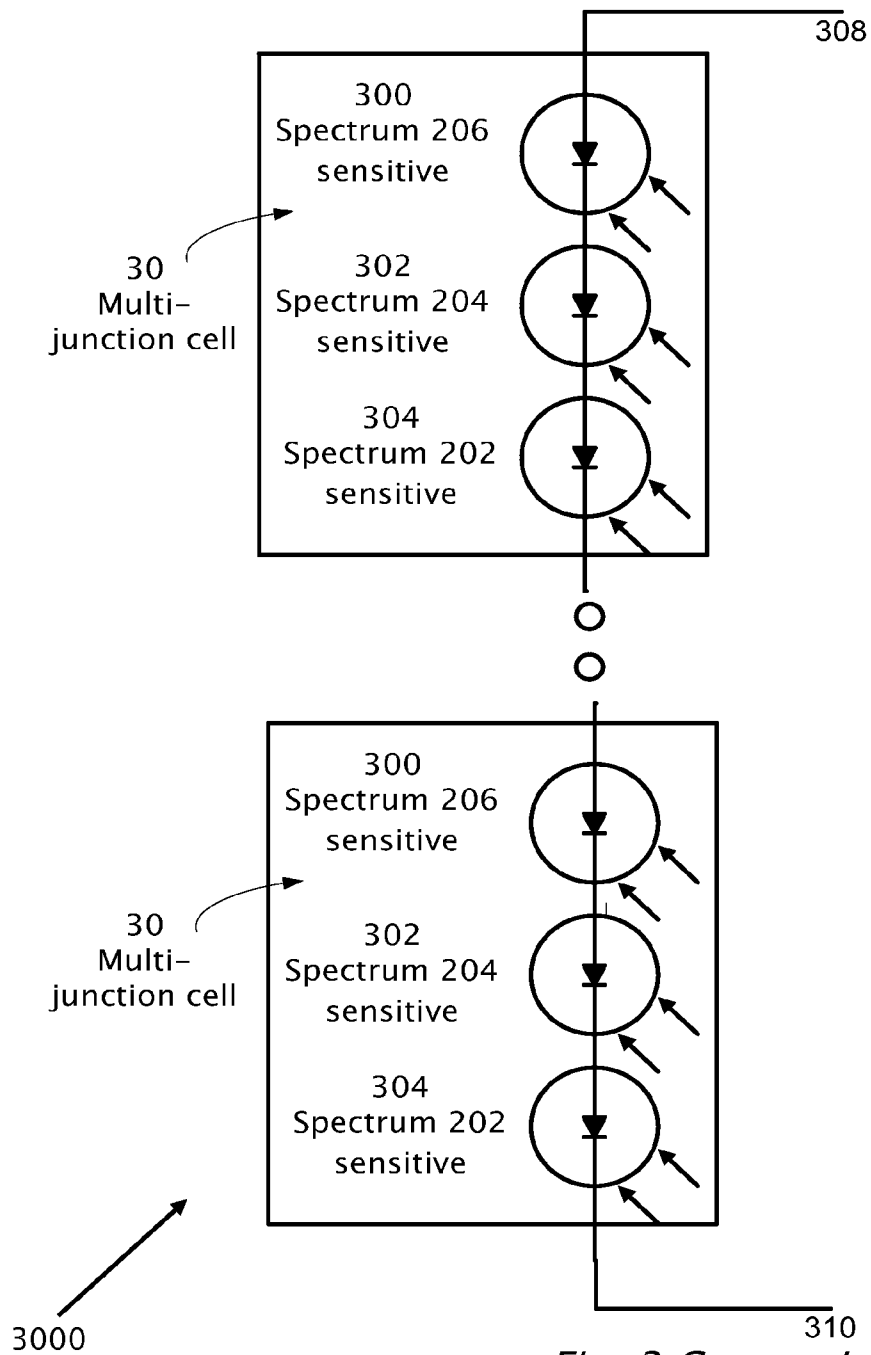 308
300
Spectrum 206
sensitive
30
Multi-
junction cell
302
Spectrum 204
sensitive
304
Spectrum 202
sensitive
300
Spectrum 206
sensitive
30
Multi-
junction cell
302
Spectrum 204
sensitive
304
Spectrum 202
sensitive
3000
310